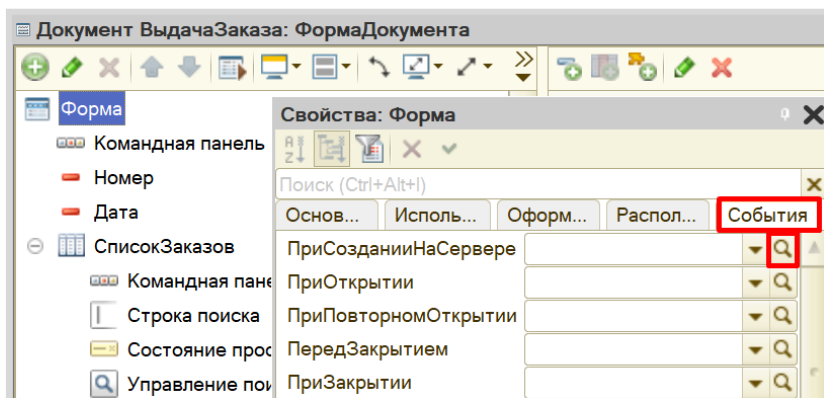 Документ ВыдачаЗаказа: ФормаДокумента
Форма
Командная панель
Номер
Дата
СписокЗаказов
Командная пане
Строка поиска
Состояние прос
Управление пои
Свойства: Форма
Поиск (Ctrl+Alt+I)
Основ... Исполь... Оформ... Распол... События
ПриСозданииНаСервере
ПриОткрытии
ПриПовторномОткрытии
ПередЗакрытием
ПриЗакрытии